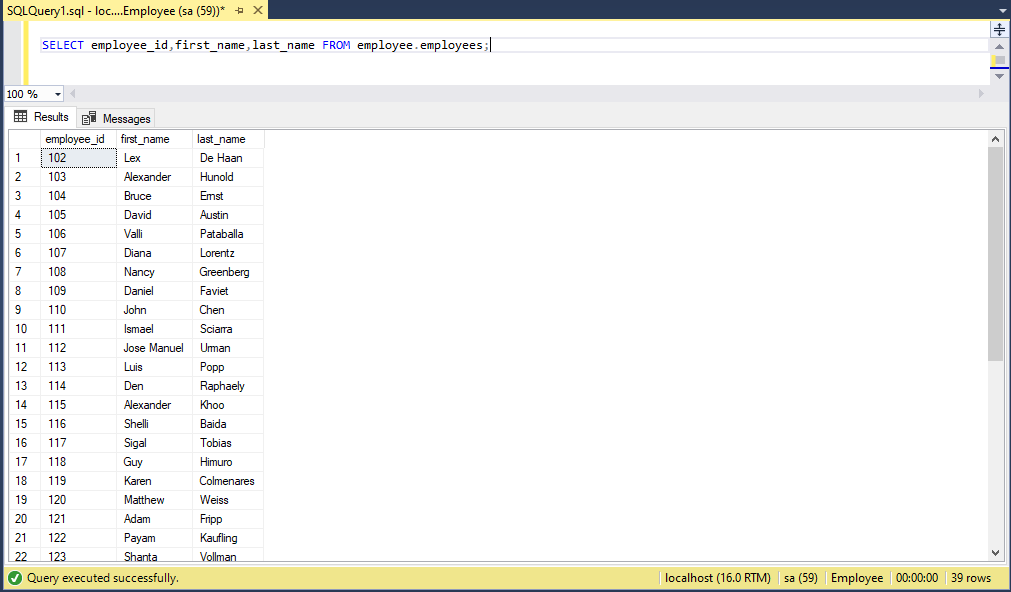 SQLQuery1.sql - loc....Employee (sa (59))*
SELECT employee_id,first_name,last_name FROM employee.employees;
100 %
Results Messages
employee_id first_name last_name
1 102 Lex De Haan
2 103 Alexander Hunold
3 104 Bruce Ernst
4 105 David Austin
5 106 Valli Pataballa
6 107 Diana Lorentz
7 108 Nancy Greenberg
8 109 Daniel Faviet
9 110 John Chen
10 111 Ismael Sciarra
11 112 Jose Manuel Urman
12 113 Luis Popp
13 114 Den Raphaely
14 115 Alexander Khoo
15 116 Shelli Baida
16 117 Sigal Tobias
17 118 Guy Himuro
18 119 Karen Colmenares
19 120 Matthew Weiss
20 121 Adam Fripp
21 122 Payam Kaufling
22 123 Shanta Vollman
Query executed successfully. localhost (16.0 RTM) sa (59) Employee 00:00:00 39 rows